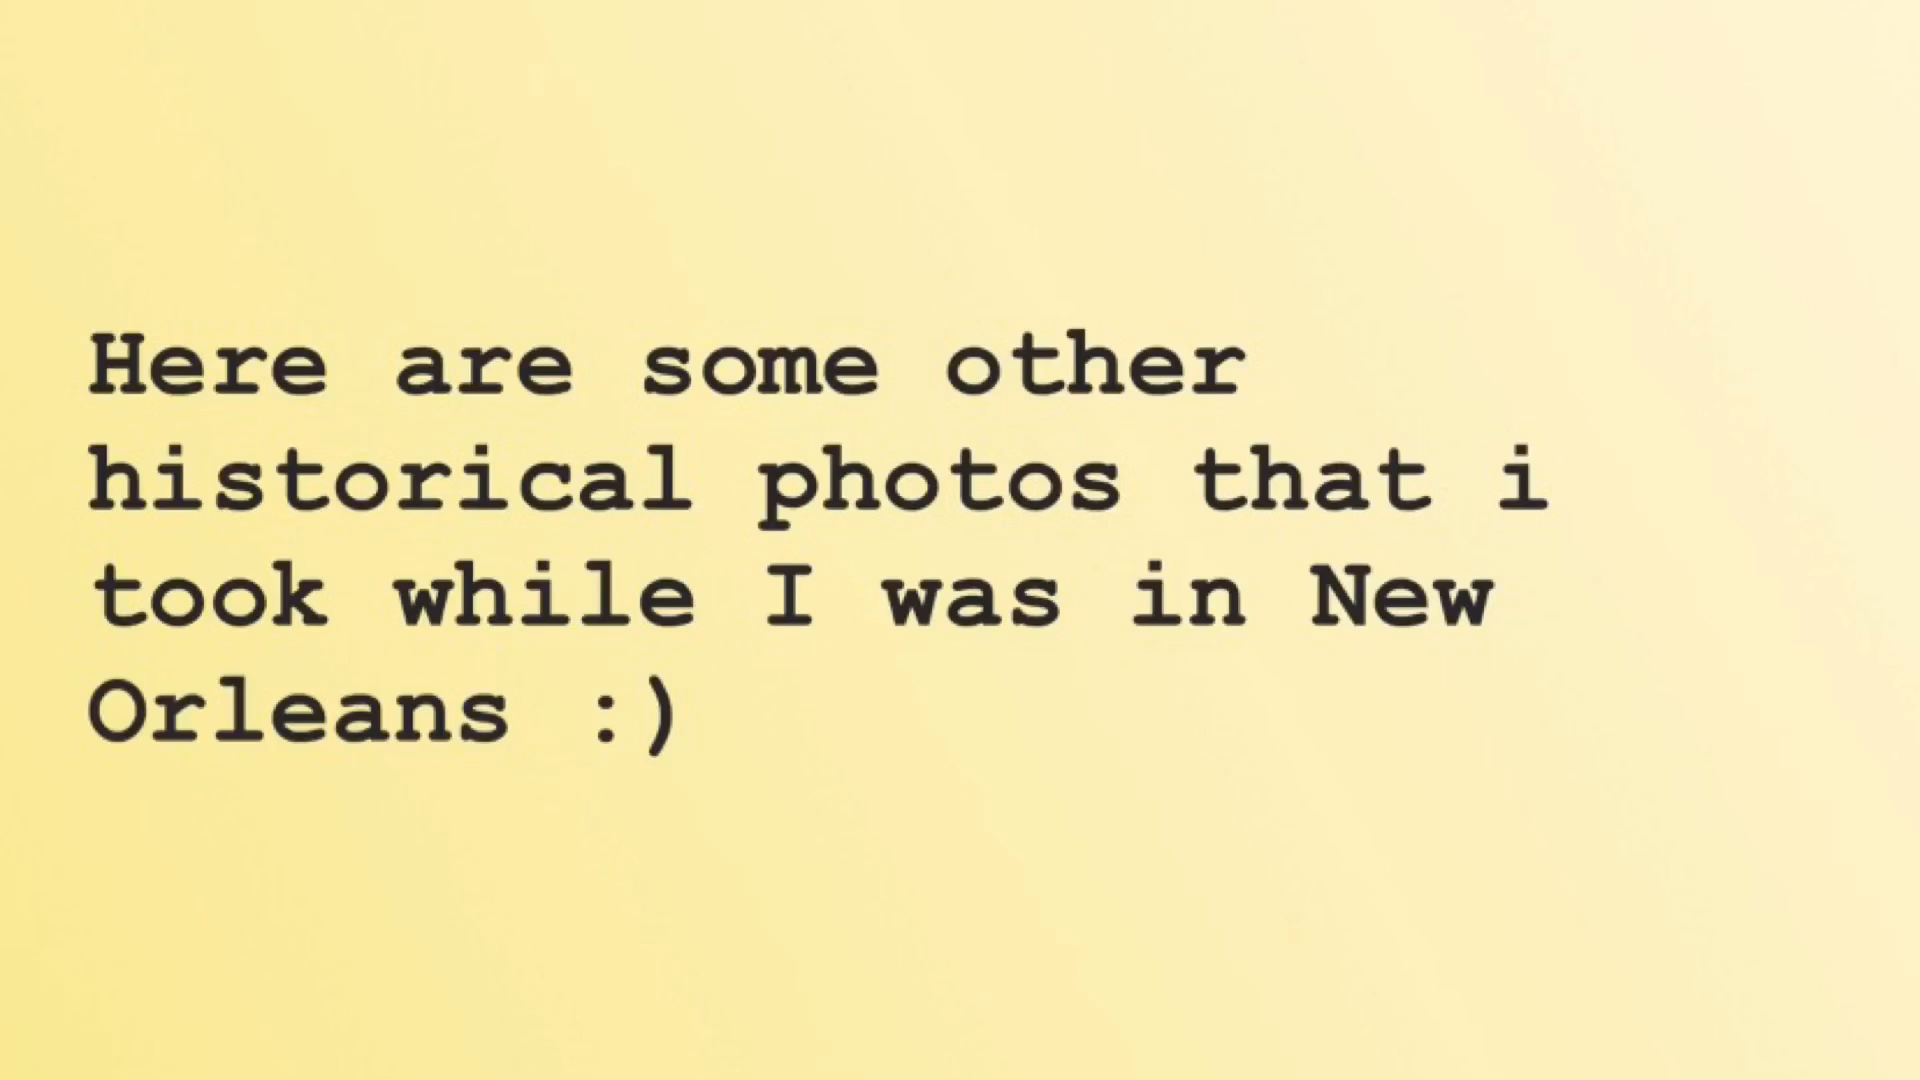 Here are some other
historical photos that i
took while I was in New
Orleans :)